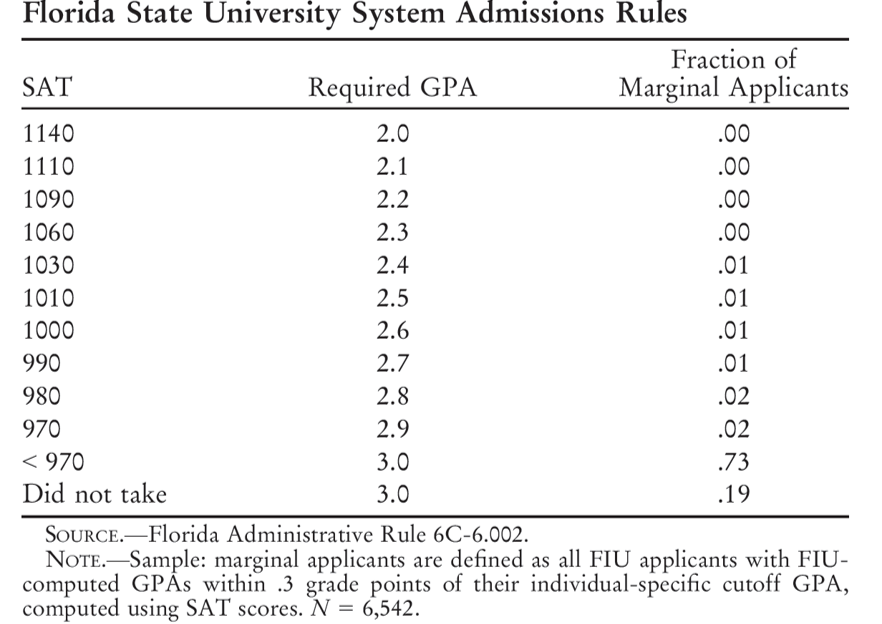 Florida State University System Admissions Rules
Fraction of
SAT Required GPA Marginal Applicants
1140 2.0 .00
1110 2.1 .00
1090 2.2 .00
1060 2.3 .00
1030 2.4 .01
1010 2.5 .01
1000 2.6 .01
990 2.7 .01
980 2.8 .02
970 2.9 .02
< 970 3.0 .73
Did not take 3.0 .19
SOURCE.—Florida Administrative Rule 6C-6.002.
NOTE.—Sample: marginal applicants are defined as all FIU applicants with FIU-
computed GPAs within .3 grade points of their individual-specific cutoff GPA,
computed using SAT scores. N = 6,542.